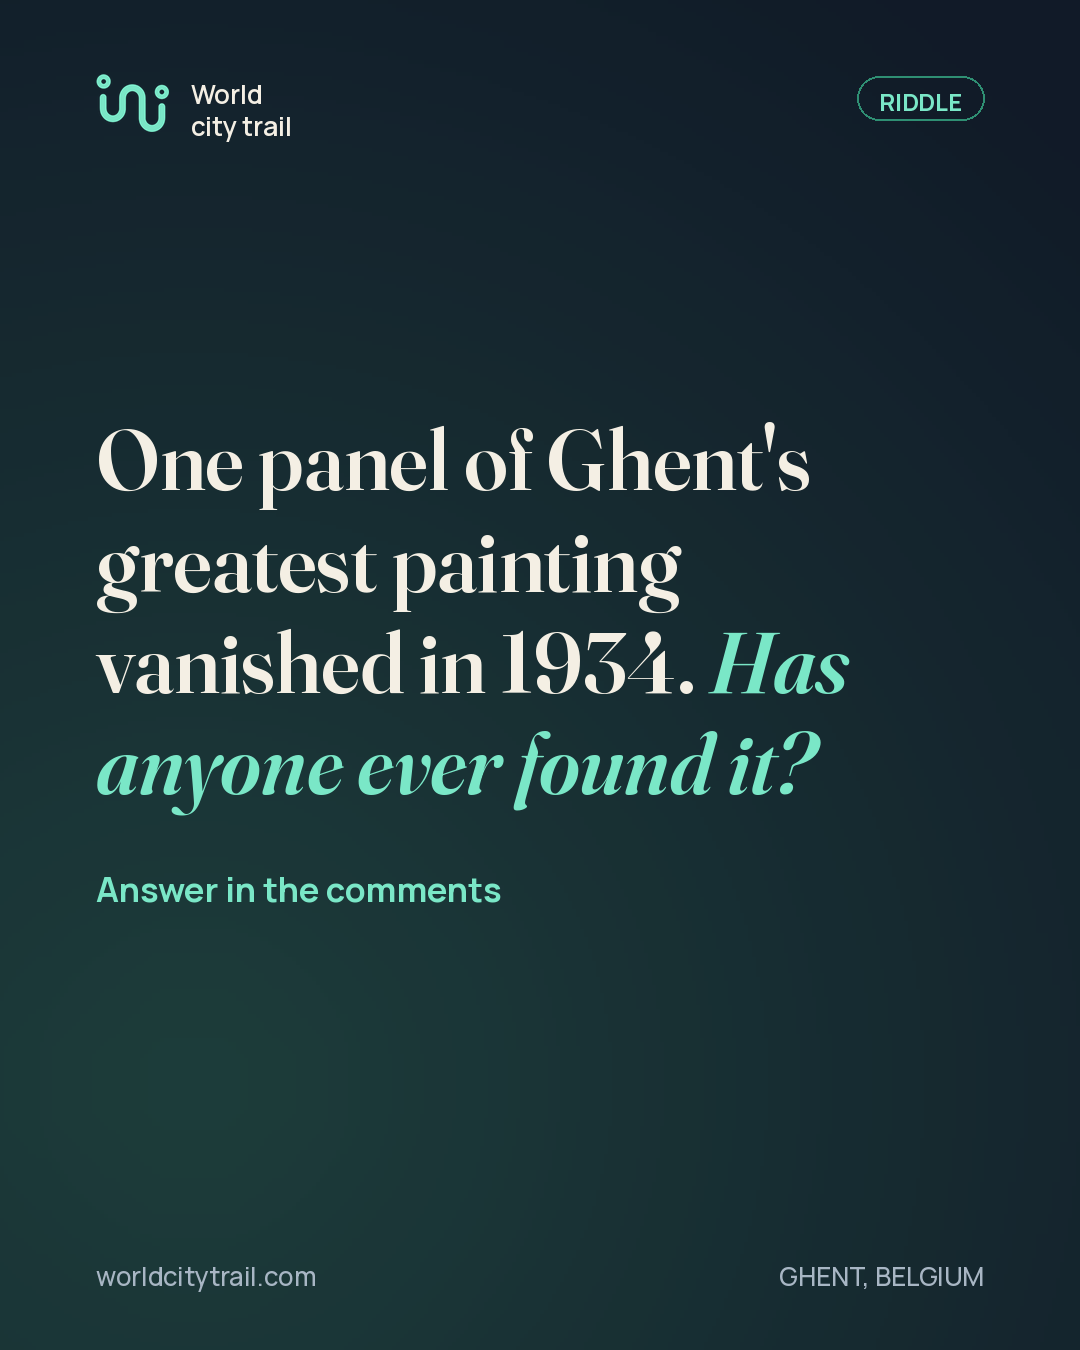 World
city trail
RIDDLE
One panel of Ghent's
greatest painting
vanished in 1934. Has
anyone ever found it?
Answer in the comments
worldcitytrail.com
GHENT, BELGIUM